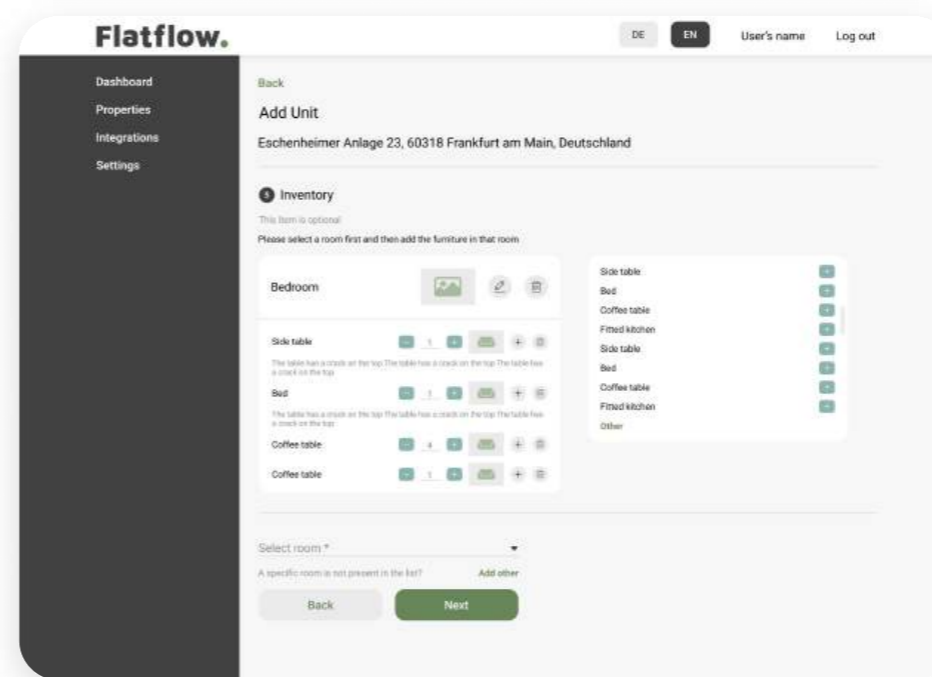 Flatflow.
DE EN User's name Log out
Dashboard
Properties
Integrations
Settings
Back
Add Unit
Eschenheimer Anlage 23, 60318 Frankfurt am Main, Deutschland
5 Inventory
This item is optional
Please select a room first and then add the furniture in that room
Bedroom
Side table - 1 + +
The table has a crack on the top The table has a crack on the top The table has
a crack on the top
Bed - 1 + +
The table has a crack on the top The table has a crack on the top The table has
a crack on the top
Coffee table - 4 + +
Coffee table - 1 + +
Side table +
Bed +
Coffee table +
Fitted kitchen +
Side table +
Bed +
Coffee table +
Fitted kitchen +
Other
Select room *
A specific room is not present in the list? Add other
Back Next